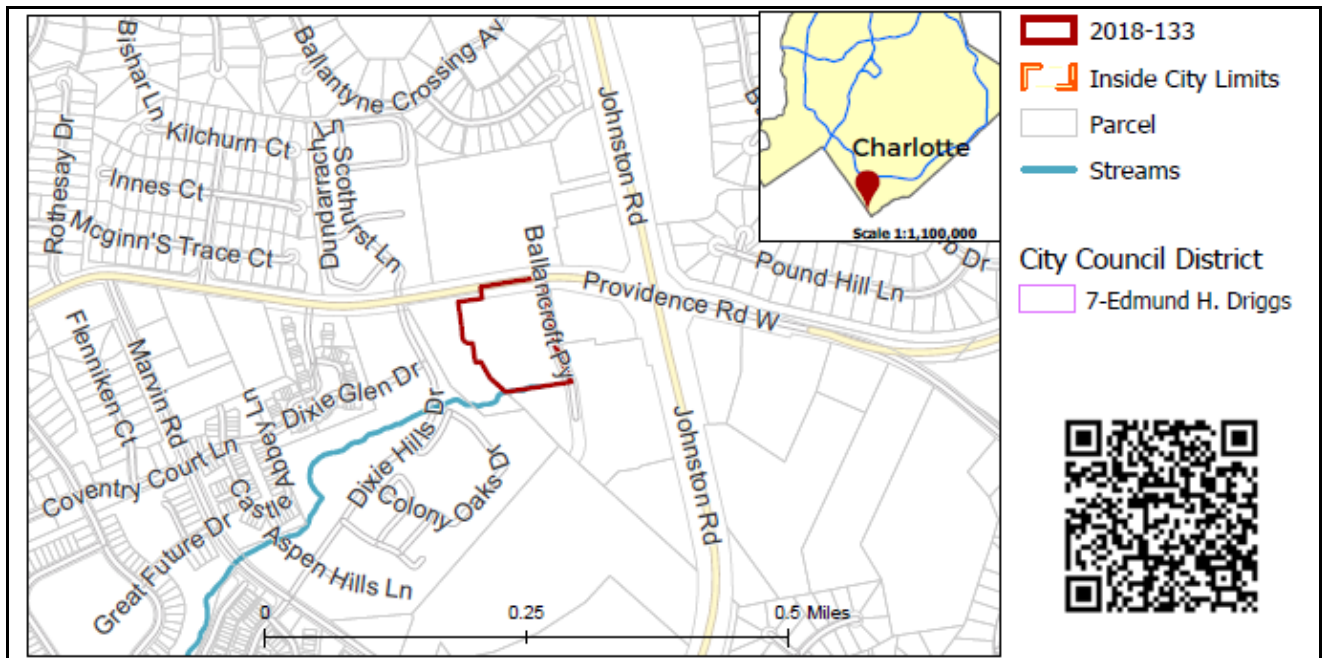 Bishar Ln
Ballantyne Crossing Av
Rothesay Dr
Kilchurn Ct
Innes Ct
Mcginn'S Trace Ct
Dundarrach L
Scothurst Ln
Johnston Rd
Ballancroft Py
Providence Rd W
Pound Hill Ln
Flenniken Ct
Marvin Rd
Abbey Ln
Castle
Dixie Glen Dr
Coventry Court Ln
Dixie Hills Dr
Colony Oaks Dr
Great Future Dr
Aspen Hills Ln
Johnston Rd
0
0.25
0.5 Miles
Charlotte
Scale 1:1,100,000
2018-133
Inside City Limits
Parcel
Streams
City Council District
7-Edmund H. Driggs